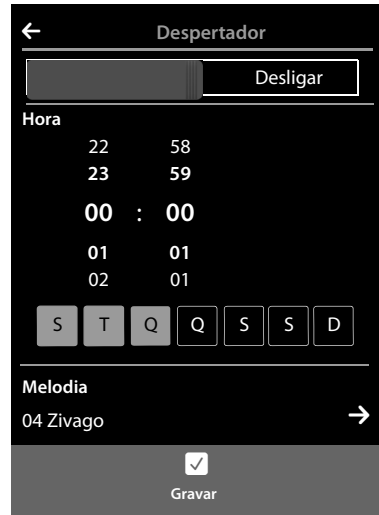 Despertador
Desligar
Hora
22 58
23 59
00 : 00
01 01
02 01
S T Q Q S S D
Melodia
04 Zivago
Gravar